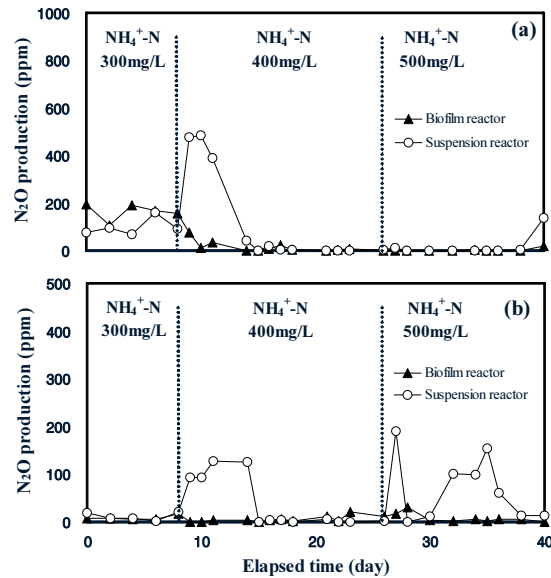 1000
800
600
400
200
0
N₂O production (ppm)
NH₄⁺-N
300mg/L
NH₄⁺-N
400mg/L
NH₄⁺-N
500mg/L
(a)
Biofilm reactor
Suspension reactor
500
400
300
200
100
0
N₂O production (ppm)
NH₄⁺-N
300mg/L
NH₄⁺-N
400mg/L
NH₄⁺-N
500mg/L
(b)
Biofilm reactor
Suspension reactor
0 10 20 30 40
Elapsed time (day)